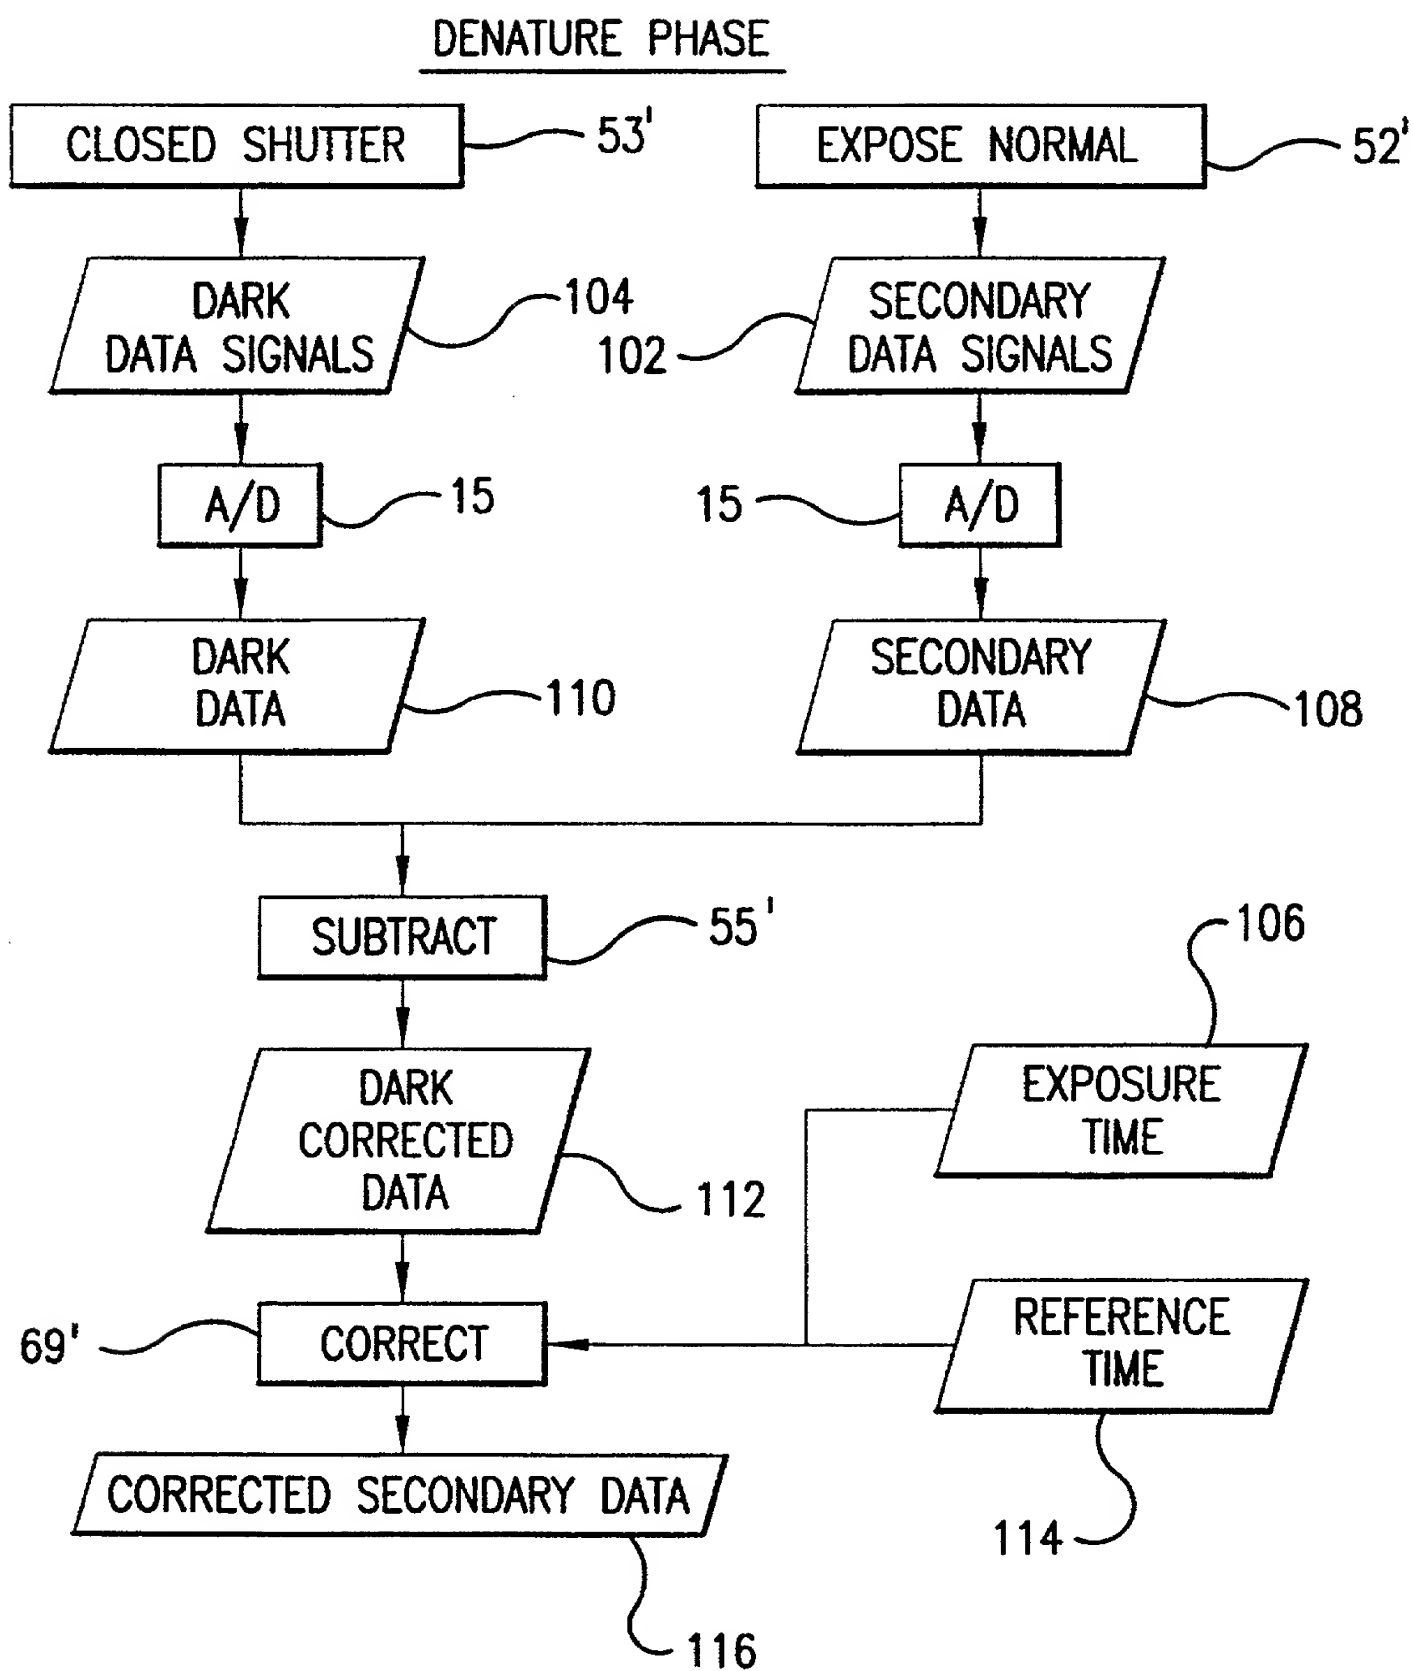 DENATURE PHASE
CLOSED SHUTTER
53'
EXPOSE NORMAL
52'
DARK
DATA SIGNALS
104
102
SECONDARY
DATA SIGNALS
A/D
15
15
A/D
DARK
DATA
110
SECONDARY
DATA
108
SUBTRACT
55'
106
DARK
CORRECTED
DATA
112
EXPOSURE
TIME
69'
CORRECT
REFERENCE
TIME
114
CORRECTED SECONDARY DATA
116